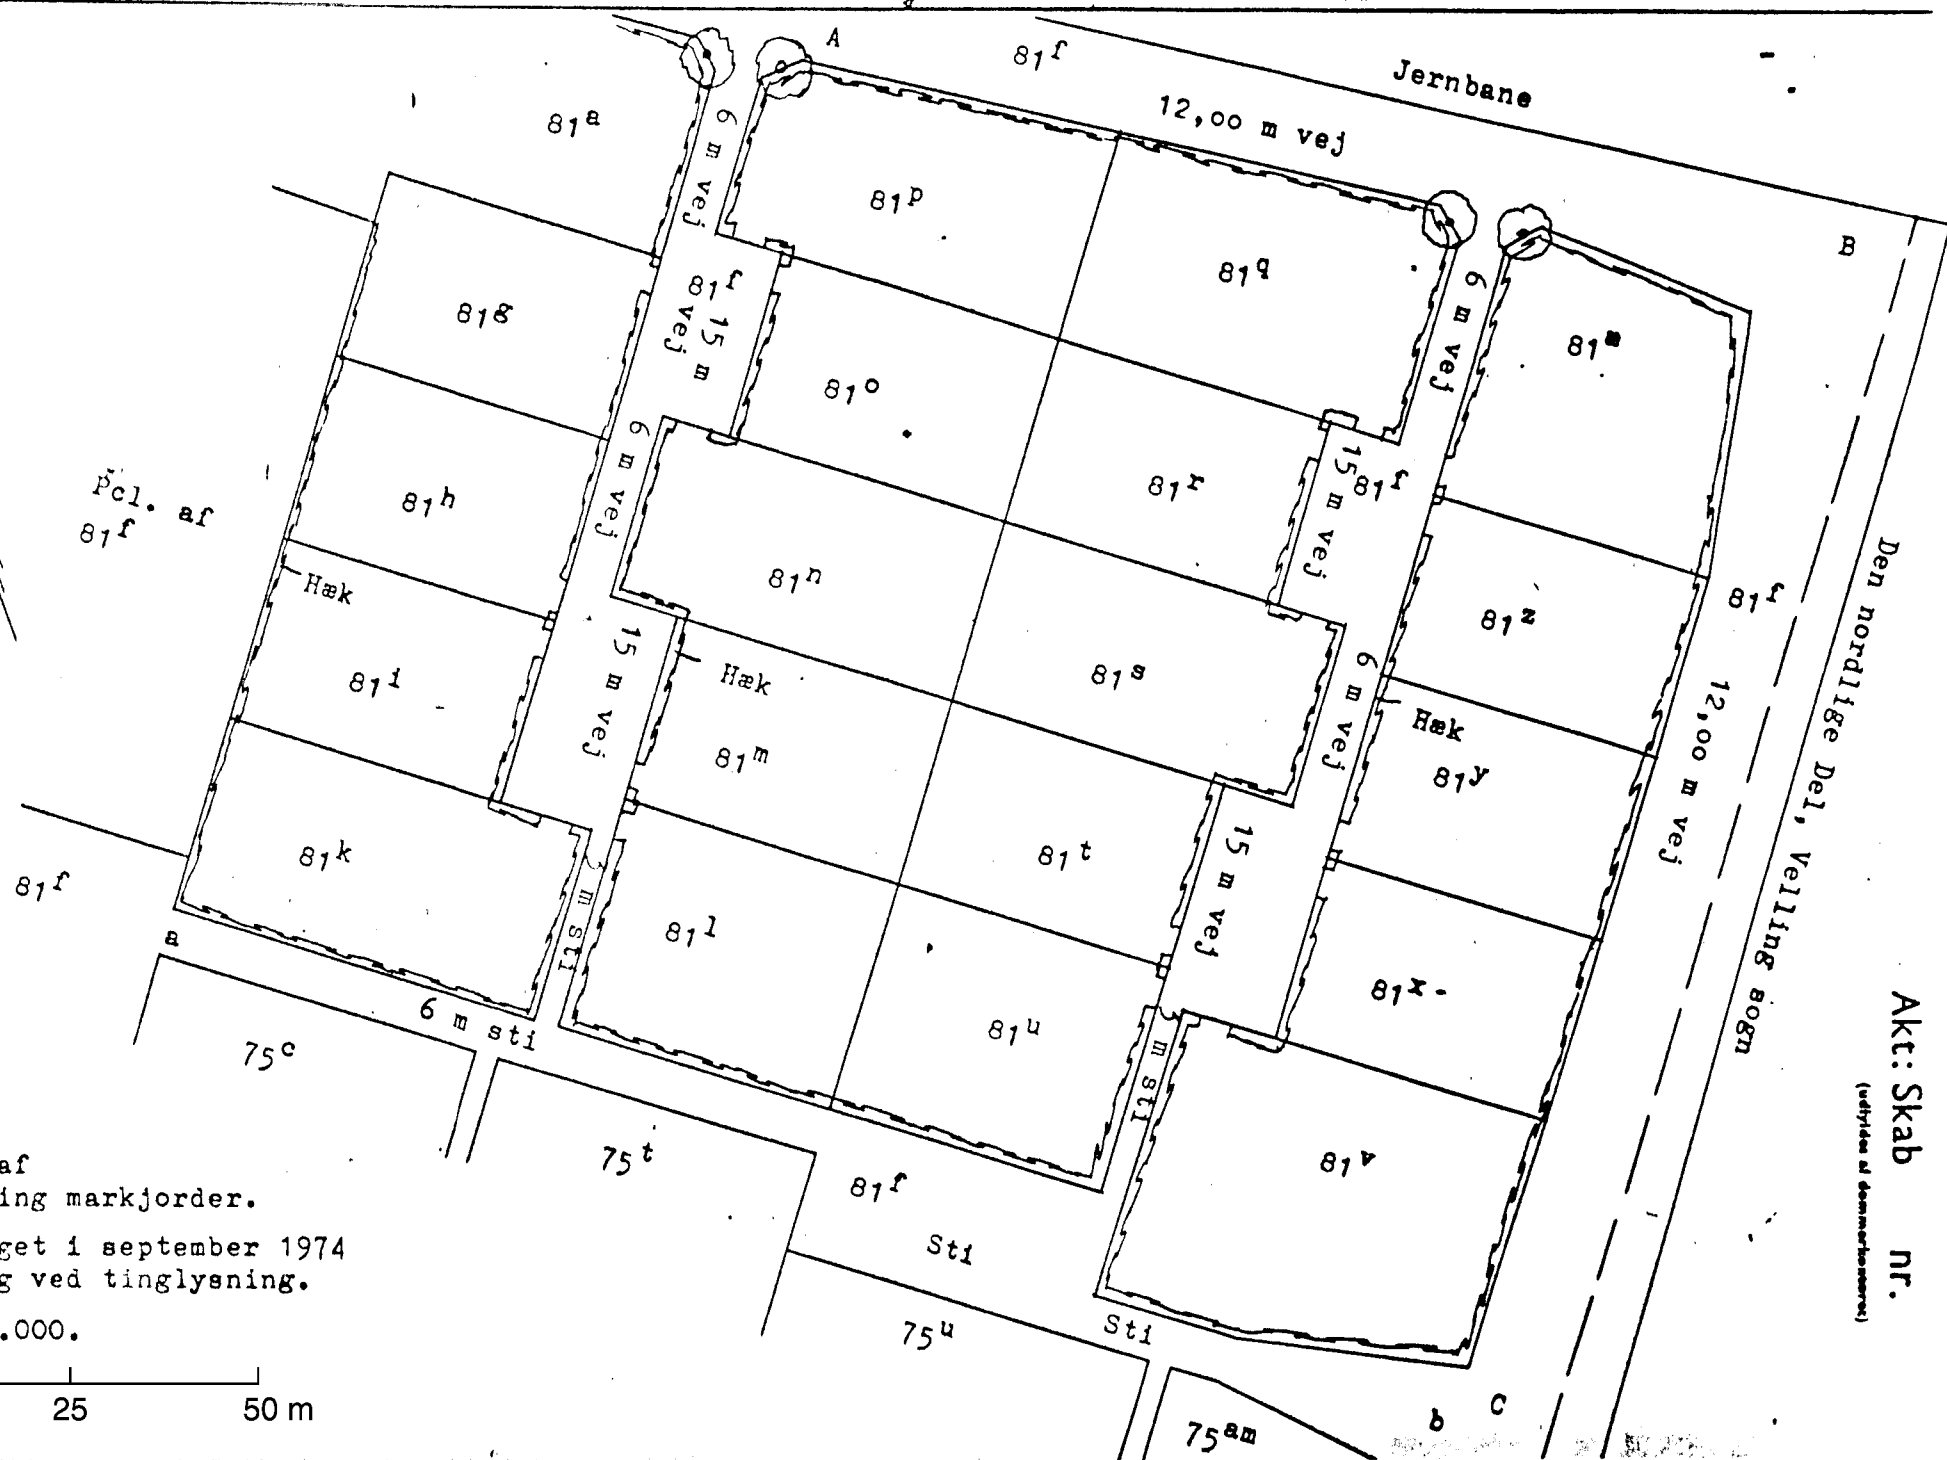 A
81f
Jernbane
12,00 m vej
81a
6 m vej
81p
81q
B
81g
81f
15 m vej
6 m vej
81o
81h
6 m vej
81r
15 m vej
81f
Pcl. af
81f
Hæk
81n
81z
81f
Den nordlige Del, Velling sogn
81i
15 m vej
Hæk
81m
81s
6 m vej
Hæk
81y
12,00 m vej
81k
81f
m sti
81l
81t
15 m vej
81x
a
6 m sti
75c
81u
m sti
81v
Akt: Skab nr.
(udfyldes af dommerkontoret)
75t
81f
Sti
75u
Sti
b
C
75am
af
ing markjorder.
get i september 1974
g ved tinglysning.
.000.
25
50 m